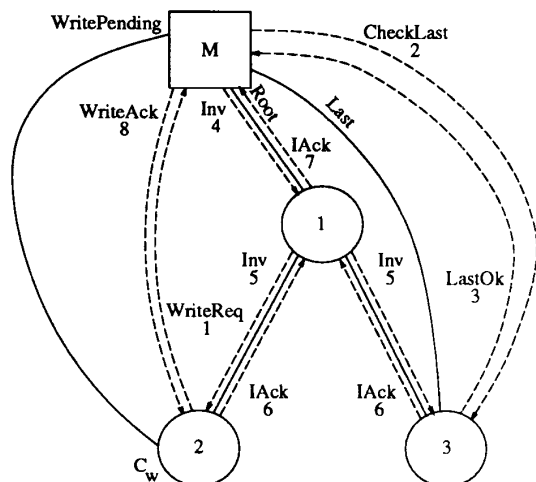 WritePending
M
CheckLast
2
WriteAck
8
Inv
4
Root
Last
IAck
7
1
Inv
5
Inv
5
WriteReq
1
LastOk
3
IAck
6
IAck
6
2
3
Cw